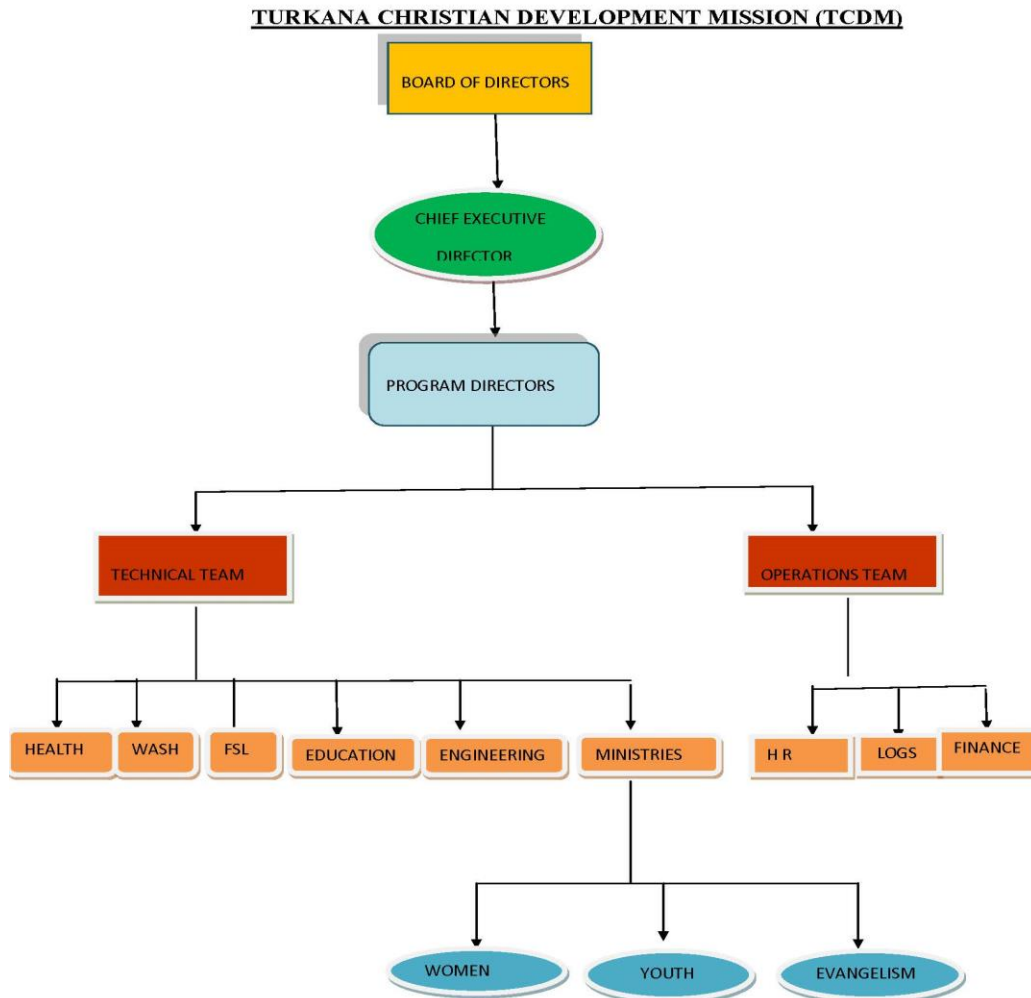 TURKANA CHRISTIAN DEVELOPMENT MISSION (TCDM)
BOARD OF DIRECTORS
CHIEF EXECUTIVE
DIRECTOR
PROGRAM DIRECTORS
TECHNICAL TEAM
OPERATIONS TEAM
HEALTH
WASH
FSL
EDUCATION
ENGINEERING
MINISTRIES
H R
LOGS
FINANCE
WOMEN
YOUTH
EVANGELISM